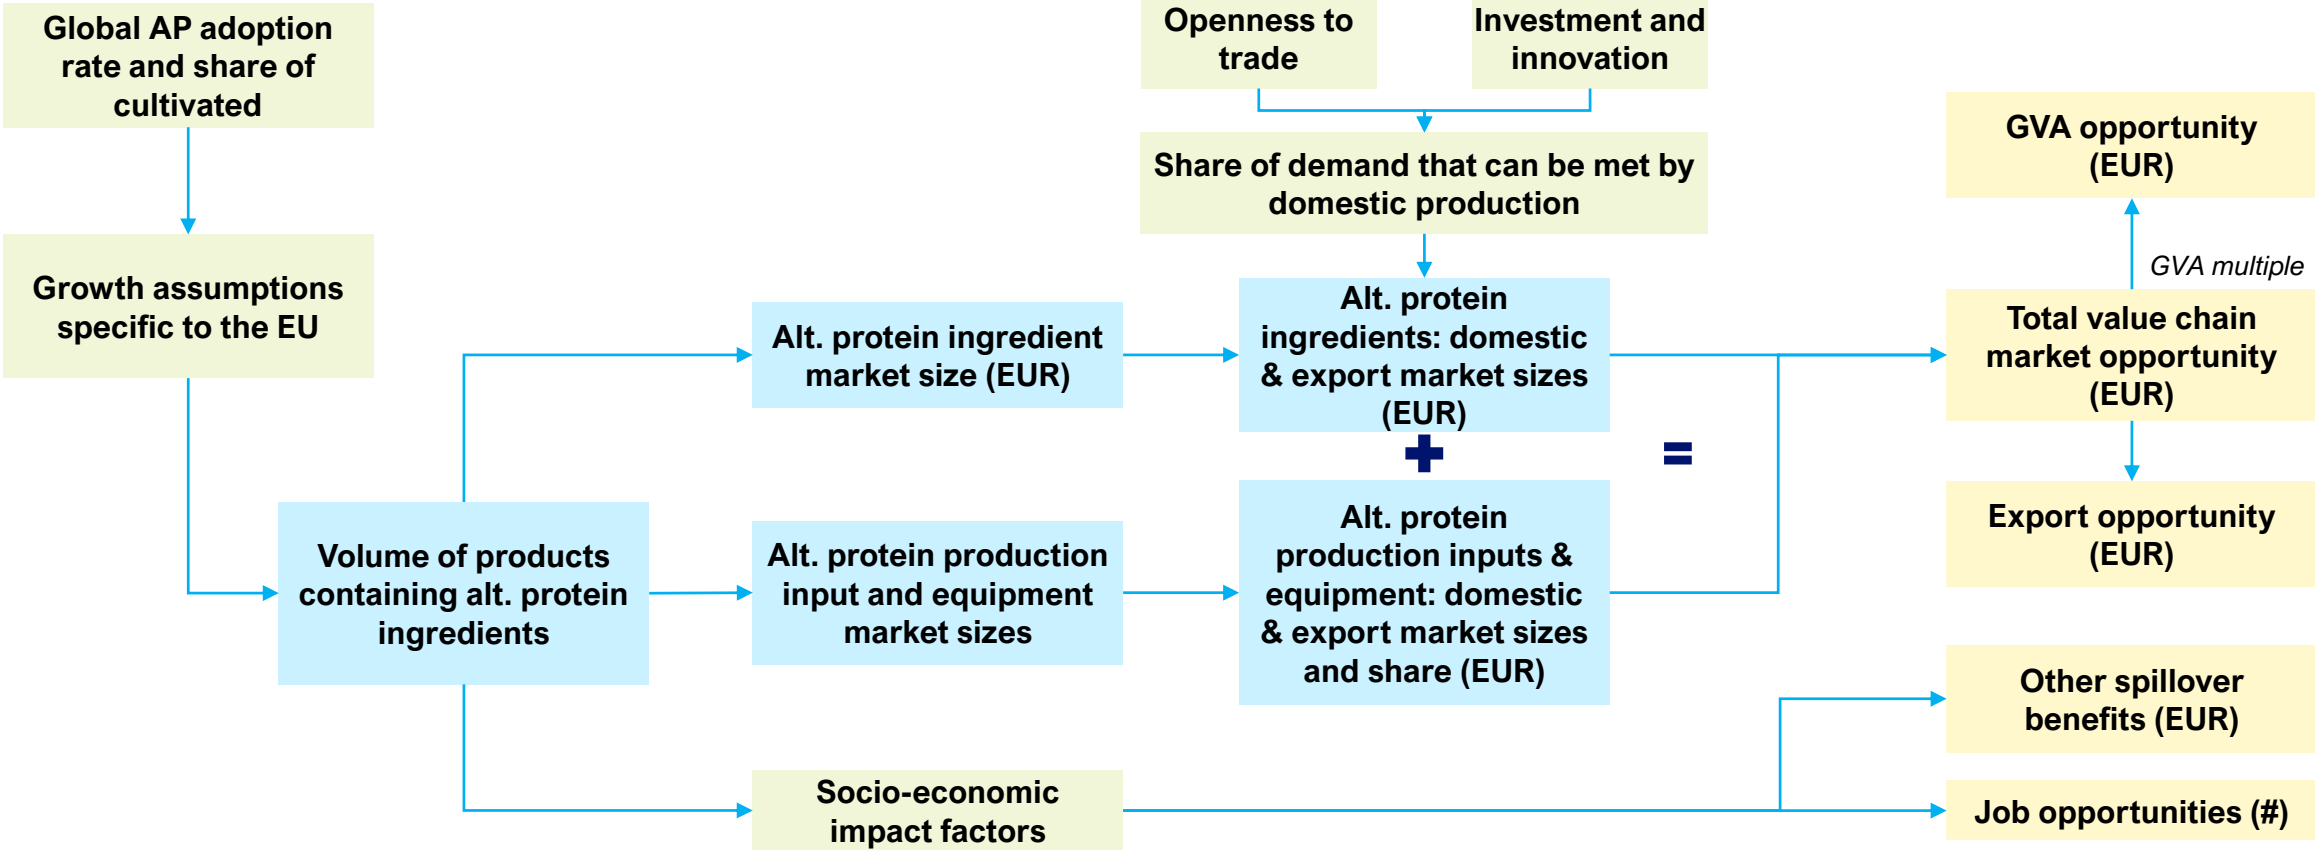 Global AP adoption
rate and share of
cultivated
Openness to
trade
Investment and
innovation
Share of demand that can be met by
domestic production
Growth assumptions
specific to the EU
Alt. protein ingredient
market size (EUR)
Alt. protein
ingredients: domestic
& export market sizes
(EUR)
+
=
GVA opportunity
(EUR)
GVA multiple
Total value chain
market opportunity
(EUR)
Export opportunity
(EUR)
Volume of products
containing alt. protein
ingredients
Alt. protein production
input and equipment
market sizes
Alt. protein
production inputs &
equipment: domestic
& export market sizes
and share (EUR)
Socio-economic
impact factors
Other spillover
benefits (EUR)
Job opportunities (#)